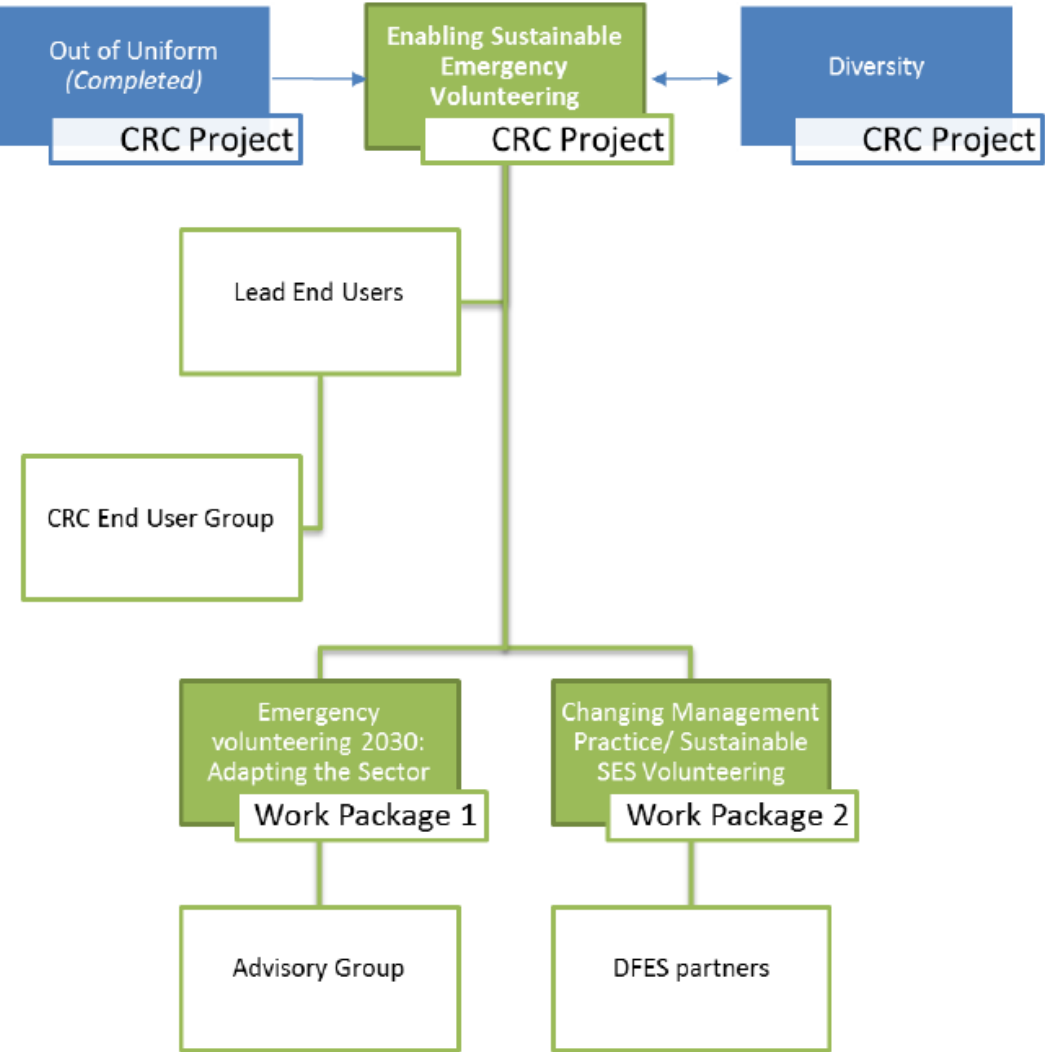 Out of Uniform
(Completed)
CRC Project
Enabling Sustainable
Emergency
Volunteering
CRC Project
Diversity
CRC Project
Lead End Users
CRC End User Group
Emergency
volunteering 2030:
Adapting the Sector
Work Package 1
Changing Management
Practice/ Sustainable
SES Volunteering
Work Package 2
Advisory Group
DFES partners